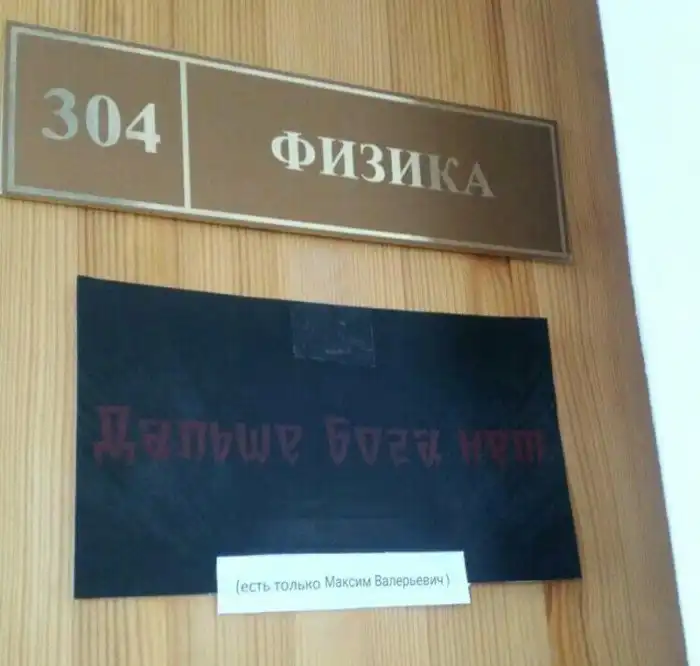 304 ФИЗИКА
Дальше бога нет
(есть только Максим Валерьевич)